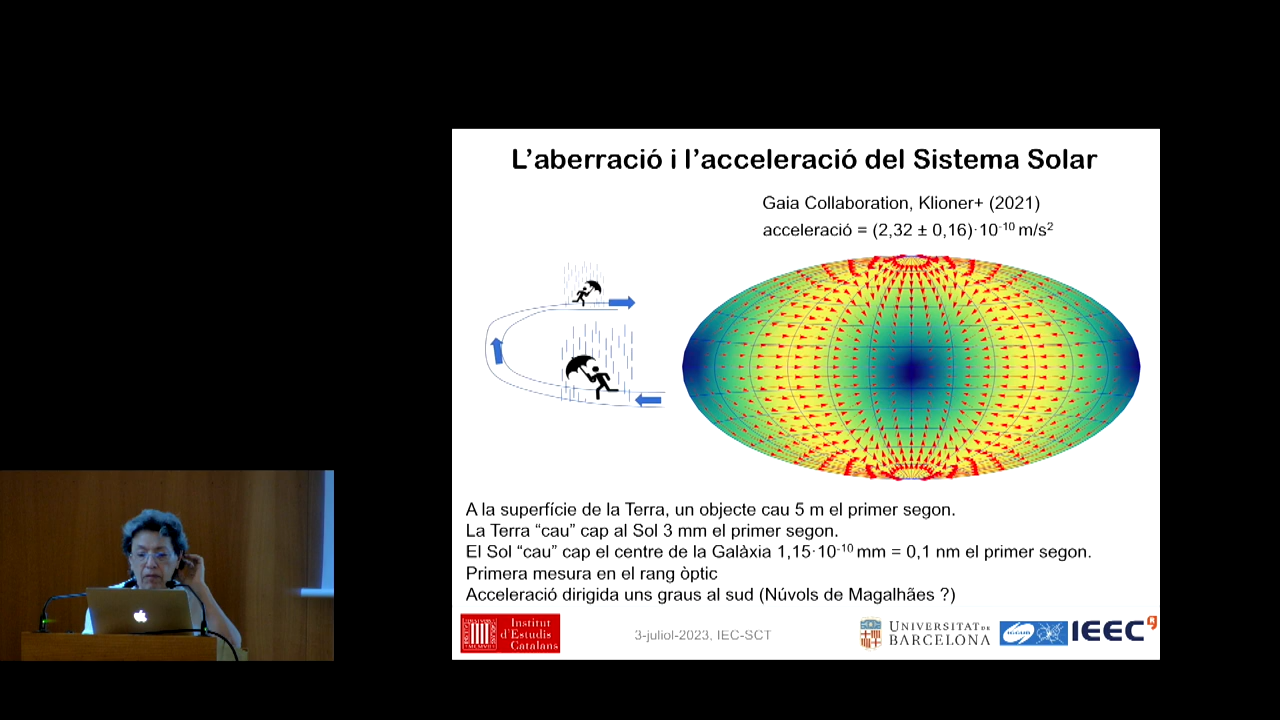 L'aberració i l'acceleració del Sistema Solar
Gaia Collaboration, Klioner+ (2021)
acceleració = (2,32 ± 0,16)·10⁻¹⁰ m/s²
A la superfície de la Terra, un objecte cau 5 m el primer segon.
La Terra “cau” cap al Sol 3 mm el primer segon.
El Sol “cau” cap el centre de la Galàxia 1,15·10⁻¹⁰ mm = 0,1 nm el primer segon.
Primera mesura en el rang òptic
Acceleració dirigida uns graus al sud (Núvols de Magalhães ?)
Institut
d'Estudis
Catalans
3-juliol-2023, IEC-SCT
UNIVERSITAT DE
BARCELONA
ICCUB
IEEC